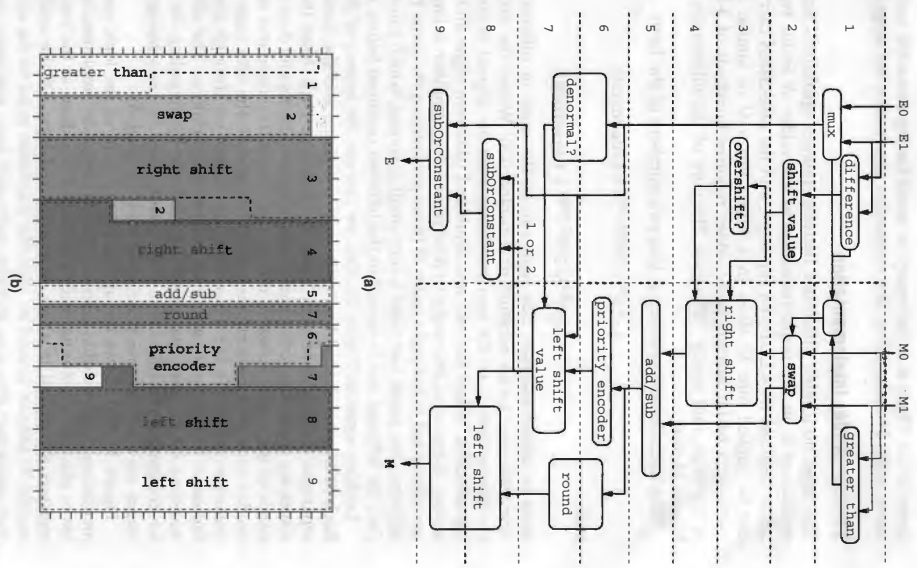 E0 E1 M0 M1
1
mux
difference
greater than
2
shift value
swap
3
overshift?
right shift
4
5
add/sub
6
priority encoder
7
denormal?
left shift
value
round
8
1 or 2
subOrConstant
left shift
9
subOrConstant
E
M
(a)
greater than
1
swap
2
right shift
3
2
right shift
4
add/sub
5
round
7
priority
encoder
6
7
9
left shift
8
left shift
9
(b)